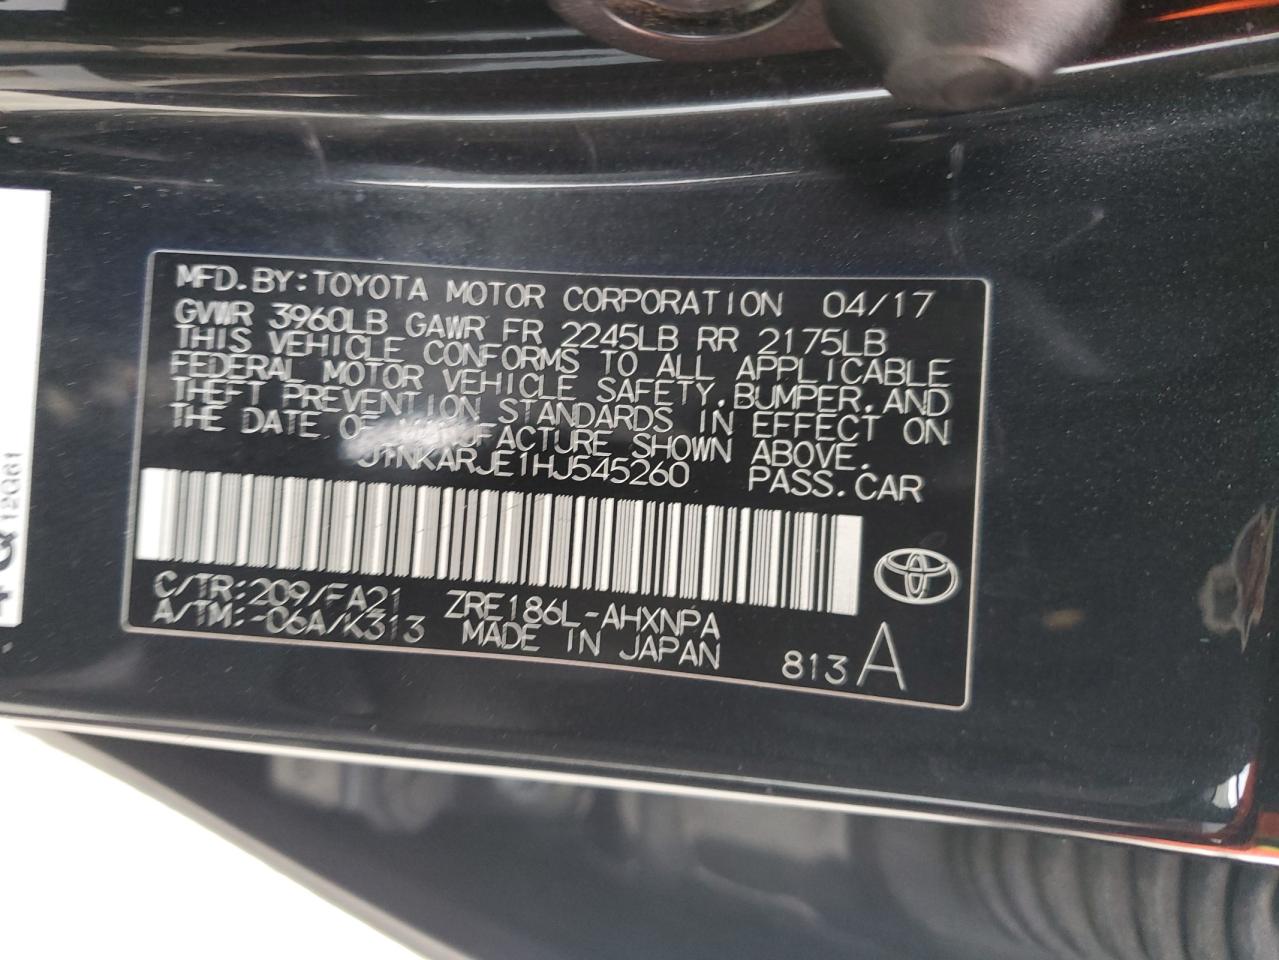 MFD.BY:TOYOTA MOTOR CORPORATION 04/17
GVWR 3960LB GAWR FR 2245LB RR 2175LB
THIS VEHICLE CONFORMS TO ALL APPLICABLE
FEDERAL MOTOR VEHICLE SAFETY,BUMPER,AND
THEFT PREVENTION STANDARDS IN EFFECT ON
THE DATE OF MANUFACTURE SHOWN ABOVE.
JTNKARJE1HJ545260 PASS.CAR
C/TR:209/FA21 ZRE186L-AHXNPA
A/TM:-06A/K313 MADE IN JAPAN 813 A
12Q61